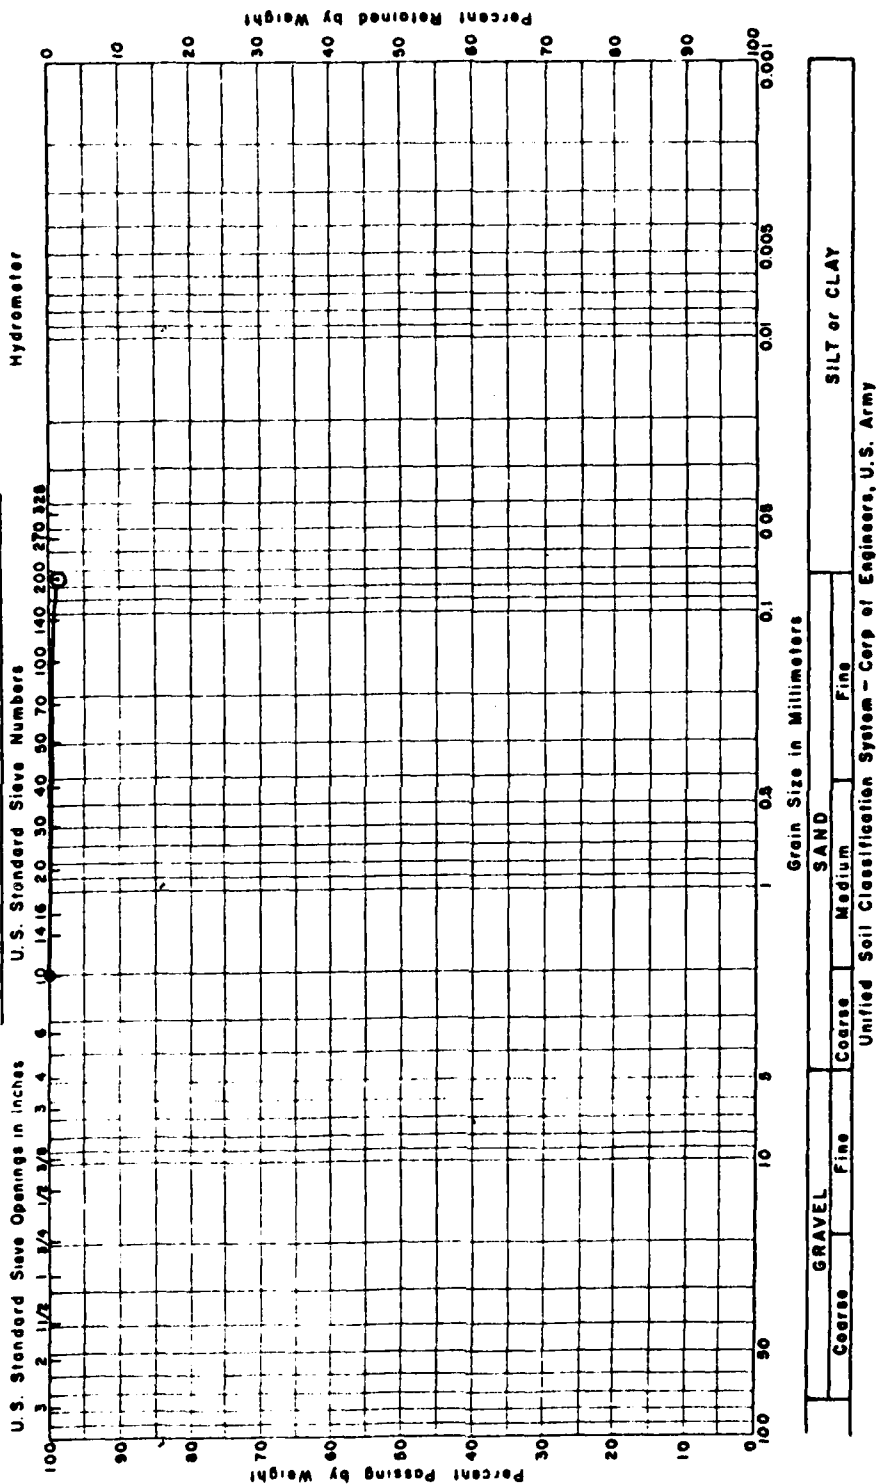 U.S. Standard Sieve Openings in Inches U.S. Standard Sieve Numbers Hydrometer
3 2 1 1/2 1 3/4 1/2 3/8 3 4 6 10 14 16 20 30 40 50 70 100 140 200 270 325
Percent Passing by Weight
100
90
80
70
60
50
40
30
20
10
0
Percent Retained by Weight
0
10
20
30
40
50
60
70
80
90
100
100 50 10 5 1 0.5 0.1 0.05 0.01 0.005 0.001
Grain Size in Millimeters
GRAVEL SAND SILT or CLAY
Coarse Fine Coarse Medium Fine
Unified Soil Classification System - Corp of Engineers, U.S. Army